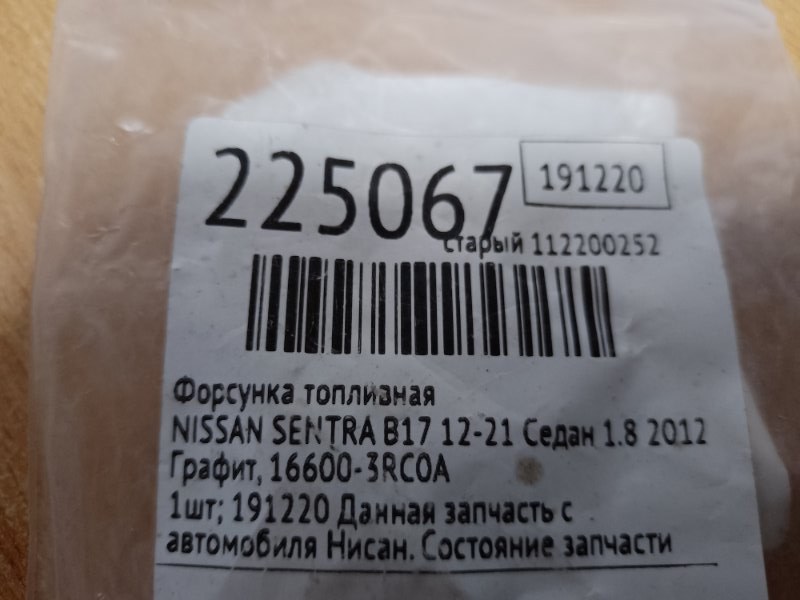 225067
191220
старый 112200252
Форсунка топливная
NISSAN SENTRA B17 12-21 Седан 1.8 2012
Графит, 16600-3RC0A
1шт; 191220 Данная запчасть с
автомобиля Нисан. Состояние запчасти